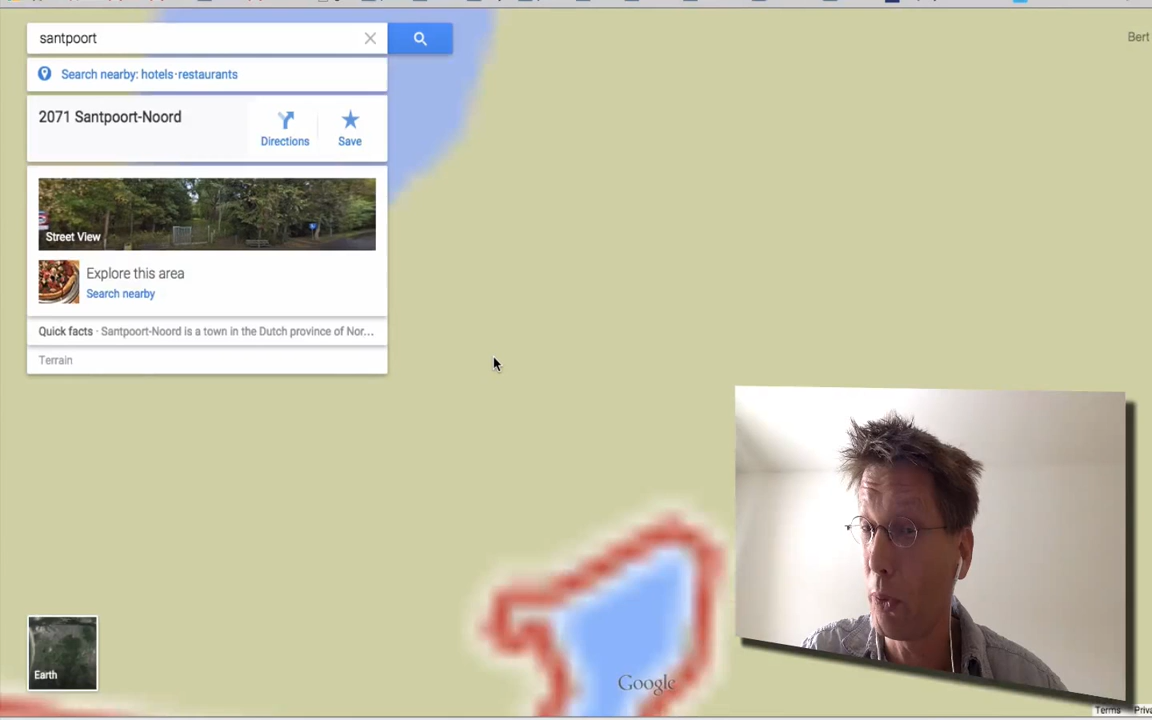 santpoort
Bert
Search nearby: hotels·restaurants
2071 Santpoort-Noord
Directions
Save
Street View
Explore this area
Search nearby
Quick facts · Santpoort-Noord is a town in the Dutch province of Nor...
Terrain
Earth
Google
Terms
Priva